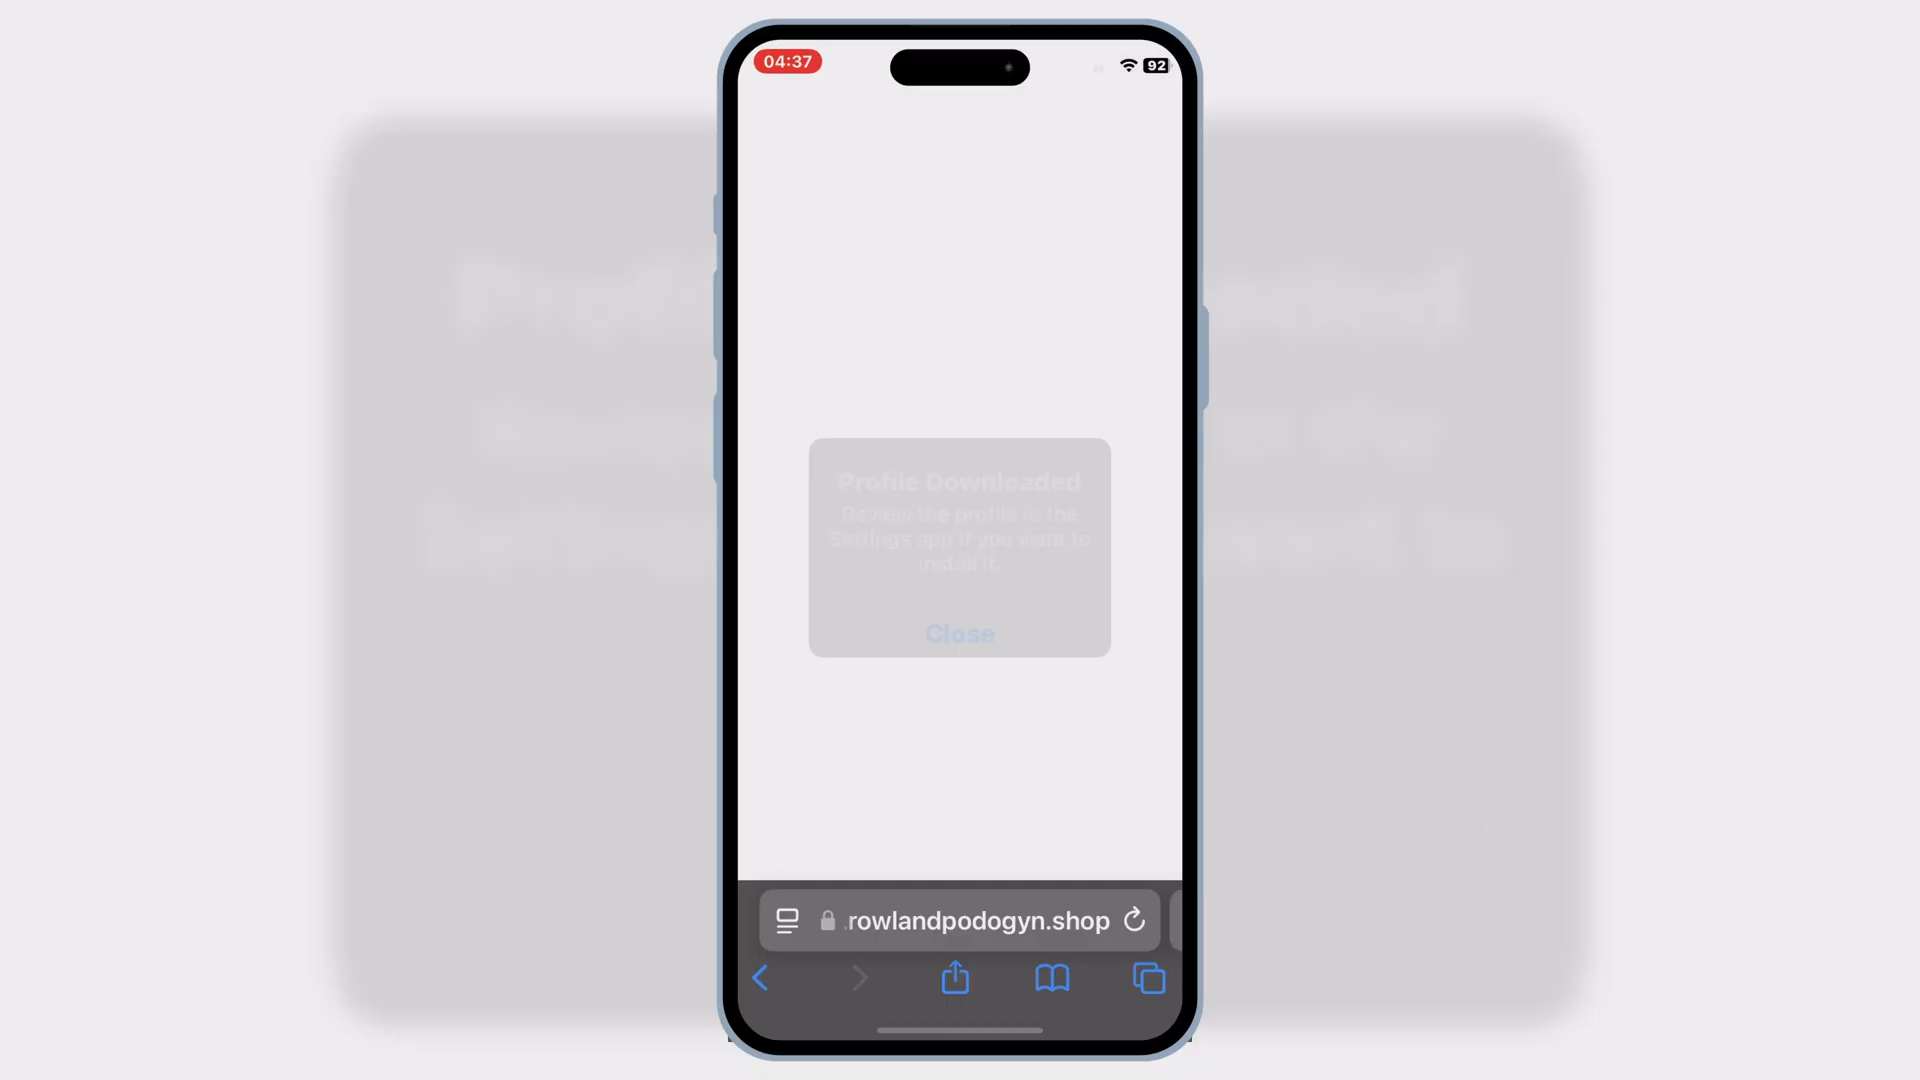 04:37
92
Profile Downloaded
Review the profile in the
Settings app if you want to
install it.
Close
.rowlandpodogyn.shop